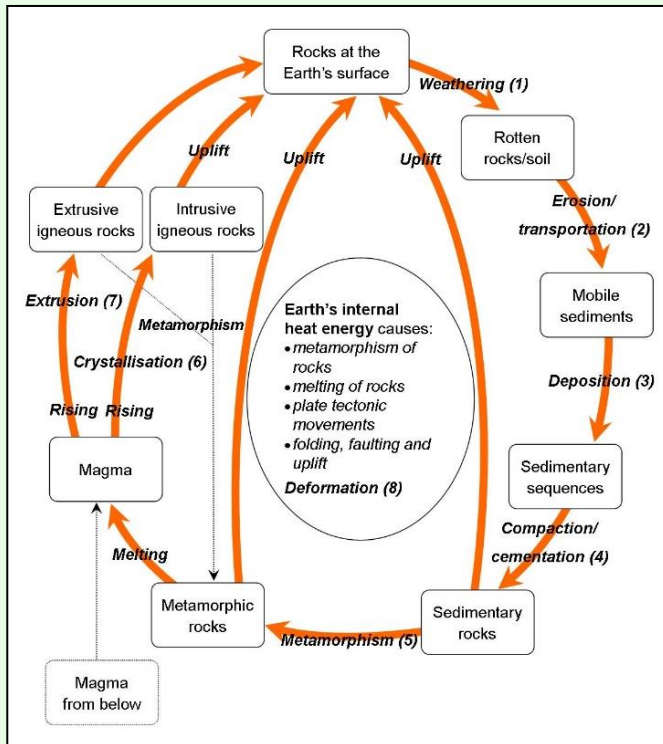 Rocks at the
Earth's surface
Weathering (1)
Rotten
rocks/soil
Uplift
Uplift
Uplift
Extrusive
igneous rocks
Intrusive
igneous rocks
Erosion/
transportation (2)
Mobile
sediments
Extrusion (7)
Metamorphism
Crystallisation (6)
Earth's internal
heat energy causes:
• metamorphism of
rocks
• melting of rocks
• plate tectonic
movements
• folding, faulting and
uplift
Deformation (8)
Deposition (3)
Rising
Rising
Magma
Sedimentary
sequences
Compaction/
cementation (4)
Melting
Metamorphic
rocks
Metamorphism (5)
Sedimentary
rocks
Magma
from below